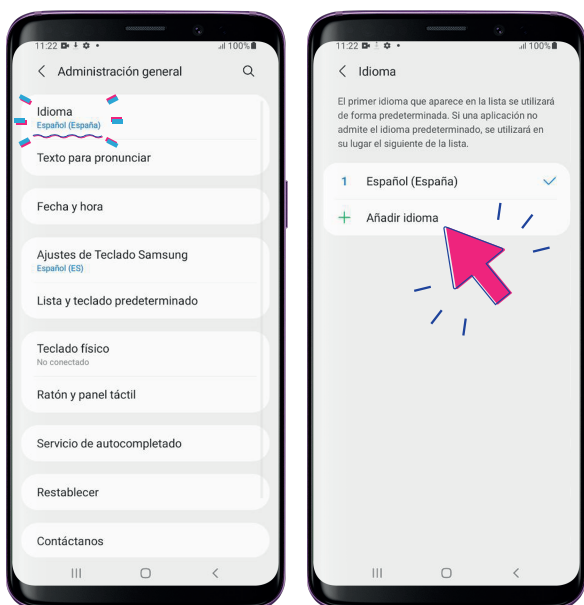 11:22
100%
Administración general
Idioma
Español (España)
Texto para pronunciar
Fecha y hora
Ajustes de Teclado Samsung
Español (ES)
Lista y teclado predeterminado
Teclado físico
No conectado
Ratón y panel táctil
Servicio de autocompletado
Restablecer
Contáctanos
11:22
100%
Idioma
El primer idioma que aparece en la lista se utilizará
de forma predeterminada. Si una aplicación no
admite el idioma predeterminado, se utilizará en
su lugar el siguiente de la lista.
1 Español (España)
Añadir idioma